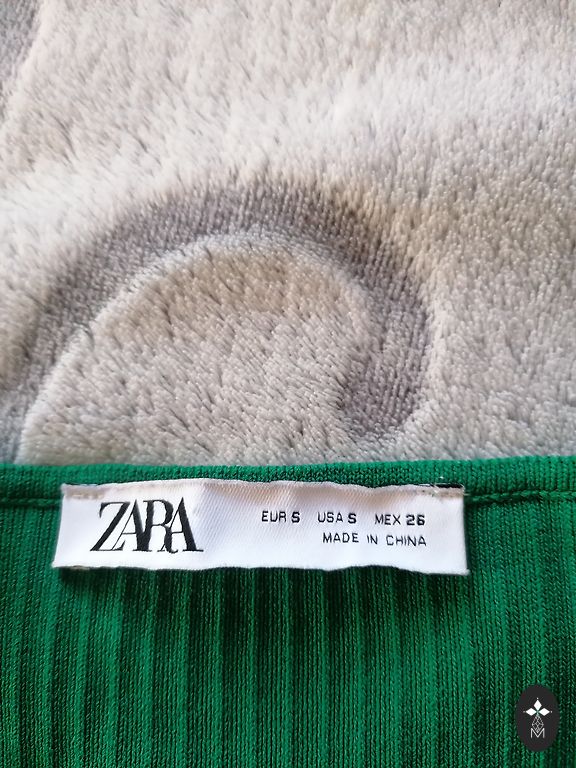 ZARA
EUR S USA S MEX 26
MADE IN CHINA
M